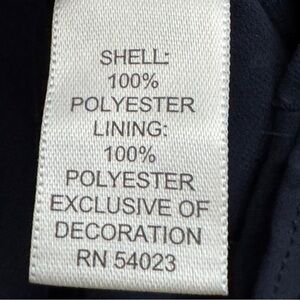 SHELL:
100%
POLYESTER
LINING:
100%
POLYESTER
EXCLUSIVE OF
DECORATION
RN 54023